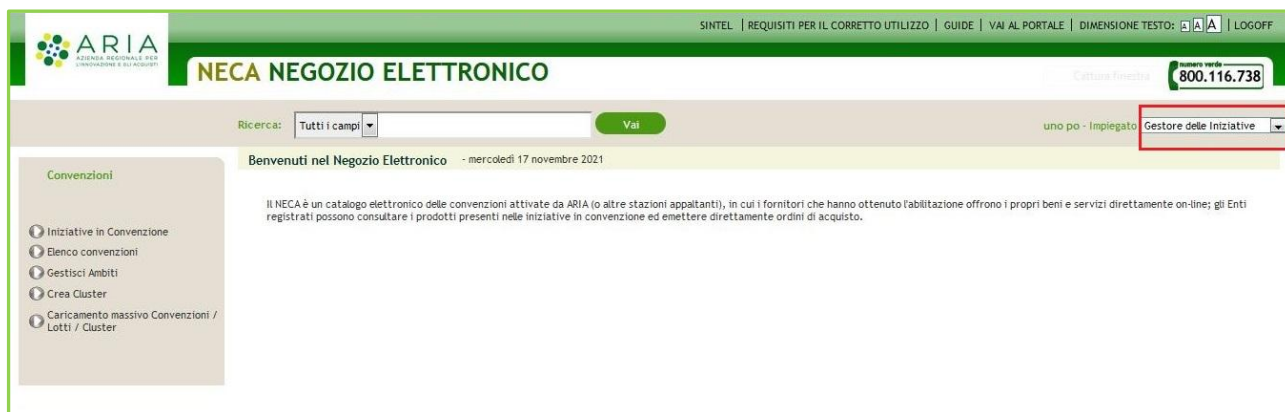 SINTEL | REQUISITI PER IL CORRETTO UTILIZZO | GUIDE | VAI AL PORTALE | DIMENSIONE TESTO: A A A | LOGOFF
ARIA
AZIENDA REGIONALE PER
L'INNOVAZIONE E GLI ACQUISTI
NECA NEGOZIO ELETTRONICO
Cattura finestra
numero verde
800.116.738
Ricerca: Tutti i campi Vai
uno po - Impiegato Gestore delle Iniziative
Convenzioni
Iniziative in Convenzione
Elenco convenzioni
Gestisci Ambiti
Crea Cluster
Caricamento massivo Convenzioni /
Lotti / Cluster
Benvenuti nel Negozio Elettronico - mercoledì 17 novembre 2021
Il NECA è un catalogo elettronico delle convenzioni attivate da ARIA (o altre stazioni appaltanti), in cui i fornitori che hanno ottenuto l'abilitazione offrono i propri beni e servizi direttamente on-line; gli Enti
registrati possono consultare i prodotti presenti nelle iniziative in convenzione ed emettere direttamente ordini di acquisto.